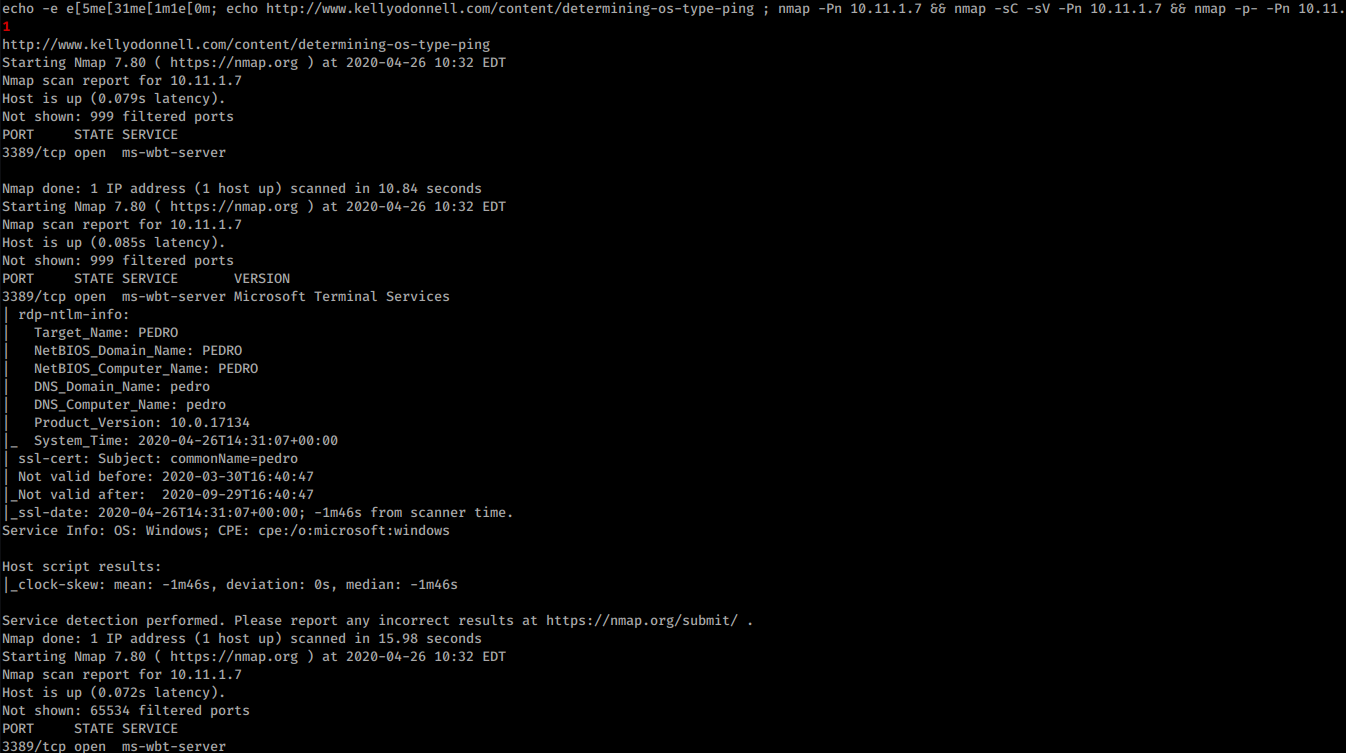 echo -e e[5me[31me[1m1e[0m; echo http://www.kellyodonnell.com/content/determining-os-type-ping ; nmap -Pn 10.11.1.7 && nmap -sC -sV -Pn 10.11.1.7 && nmap -p- -Pn 10.11.
1
http://www.kellyodonnell.com/content/determining-os-type-ping
Starting Nmap 7.80 ( https://nmap.org ) at 2020-04-26 10:32 EDT
Nmap scan report for 10.11.1.7
Host is up (0.079s latency).
Not shown: 999 filtered ports
PORT     STATE SERVICE
3389/tcp open  ms-wbt-server
Nmap done: 1 IP address (1 host up) scanned in 10.84 seconds
Starting Nmap 7.80 ( https://nmap.org ) at 2020-04-26 10:32 EDT
Nmap scan report for 10.11.1.7
Host is up (0.085s latency).
Not shown: 999 filtered ports
PORT     STATE SERVICE       VERSION
3389/tcp open  ms-wbt-server Microsoft Terminal Services
| rdp-ntlm-info:
|   Target_Name: PEDRO
|   NetBIOS_Domain_Name: PEDRO
|   NetBIOS_Computer_Name: PEDRO
|   DNS_Domain_Name: pedro
|   DNS_Computer_Name: pedro
|   Product_Version: 10.0.17134
|_  System_Time: 2020-04-26T14:31:07+00:00
| ssl-cert: Subject: commonName=pedro
| Not valid before: 2020-03-30T16:40:47
|_Not valid after:  2020-09-29T16:40:47
|_ssl-date: 2020-04-26T14:31:07+00:00; -1m46s from scanner time.
Service Info: OS: Windows; CPE: cpe:/o:microsoft:windows
Host script results:
|_clock-skew: mean: -1m46s, deviation: 0s, median: -1m46s
Service detection performed. Please report any incorrect results at https://nmap.org/submit/ .
Nmap done: 1 IP address (1 host up) scanned in 15.98 seconds
Starting Nmap 7.80 ( https://nmap.org ) at 2020-04-26 10:32 EDT
Nmap scan report for 10.11.1.7
Host is up (0.072s latency).
Not shown: 65534 filtered ports
PORT     STATE SERVICE
3389/tcp open  ms-wbt-server